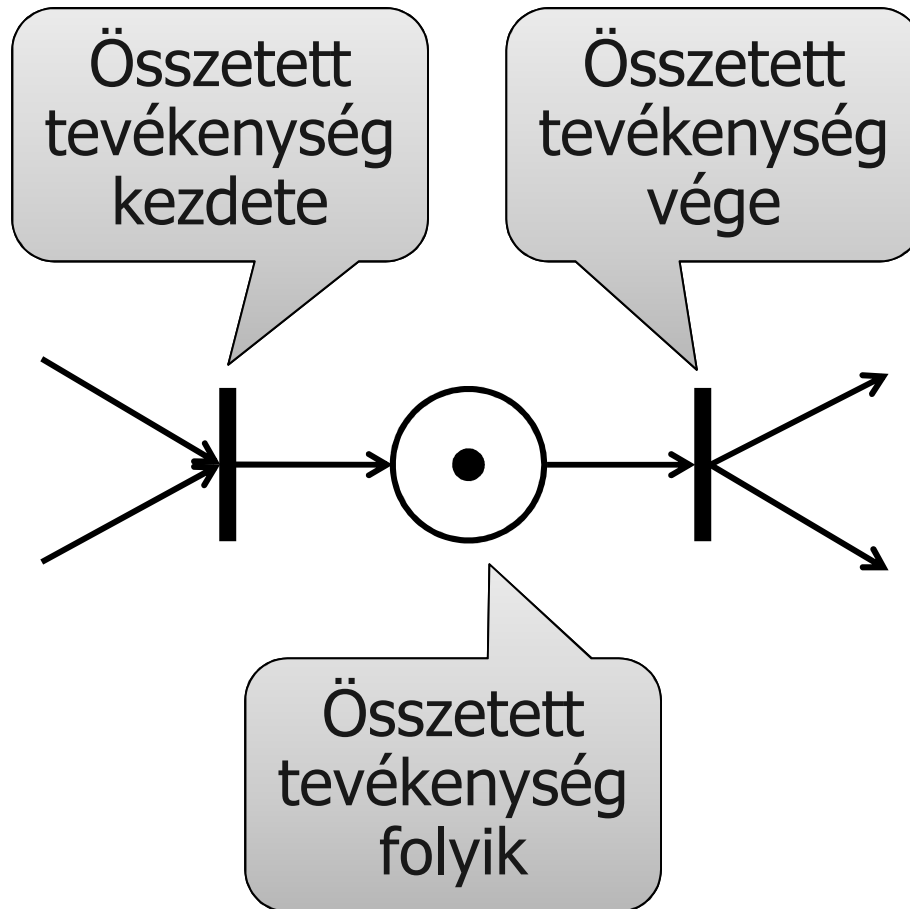 Összetett
tevékenység
kezdete
Összetett
tevékenység
vége
Összetett
tevékenység
folyik